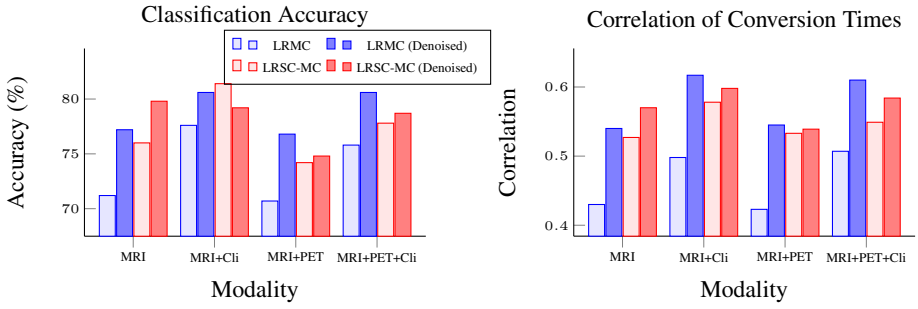 Classification Accuracy
LRMC LRMC (Denoised)
LRSC-MC LRSC-MC (Denoised)
Accuracy (%)
80
75
70
MRI MRI+Cli MRI+PET MRI+PET+Cli
Modality
Correlation of Conversion Times
Correlation
0.6
0.5
0.4
MRI MRI+Cli MRI+PET MRI+PET+Cli
Modality